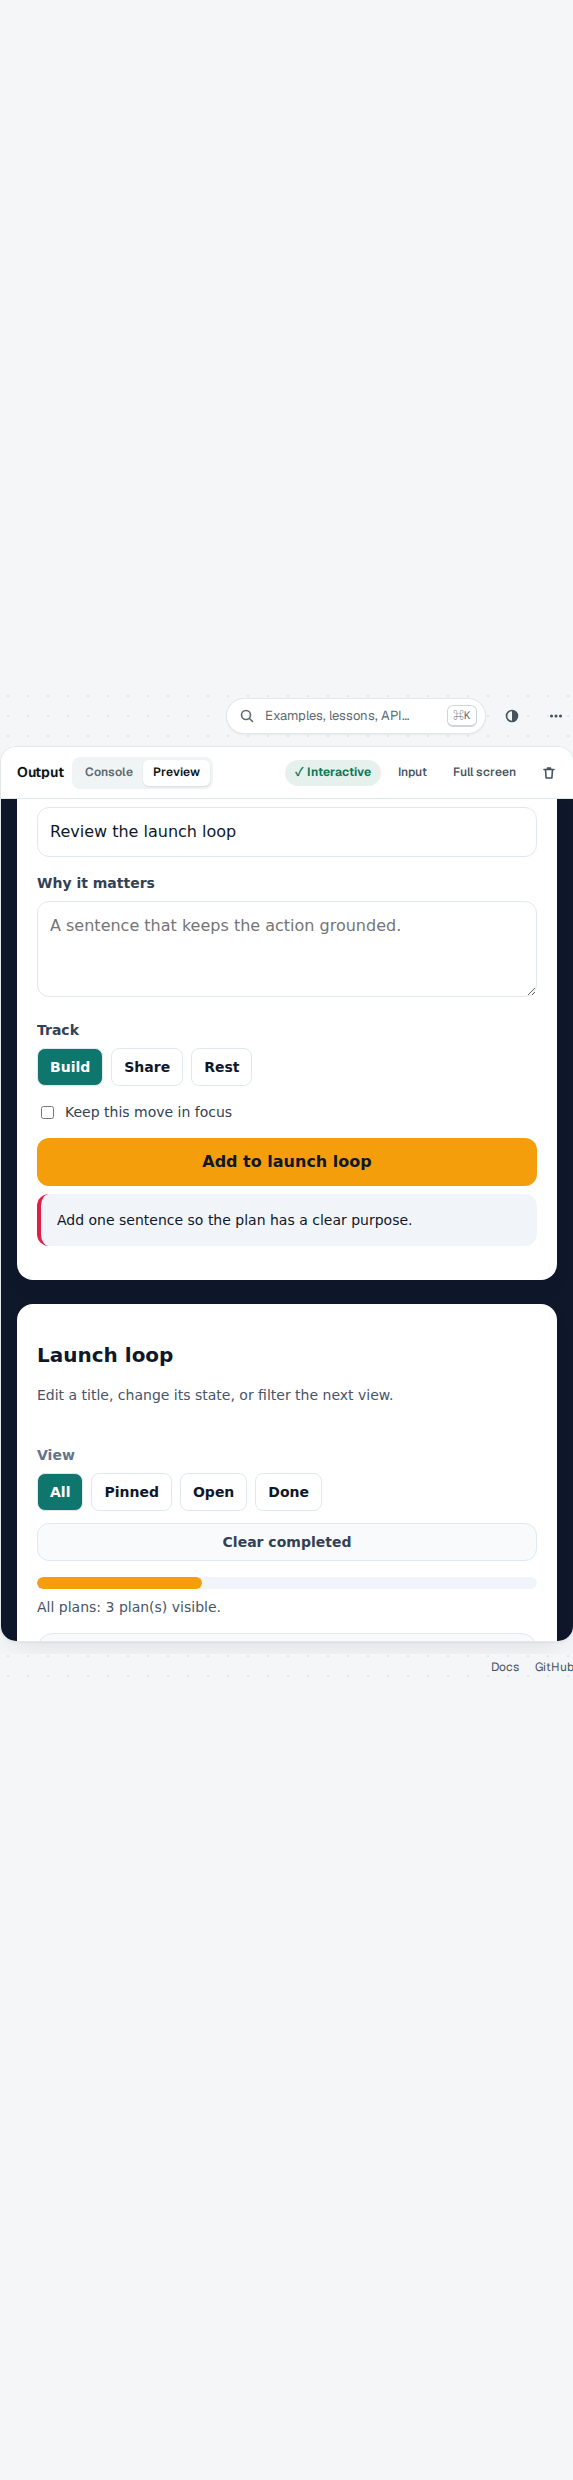 Examples, lessons, API...
⌘K
Output
Console
Preview
✓ Interactive
Input
Full screen
Review the launch loop
Why it matters
A sentence that keeps the action grounded.
Track
Build
Share
Rest
Keep this move in focus
Add to launch loop
Add one sentence so the plan has a clear purpose.
Launch loop
Edit a title, change its state, or filter the next view.
View
All
Pinned
Open
Done
Clear completed
All plans: 3 plan(s) visible.
Docs
GitHub